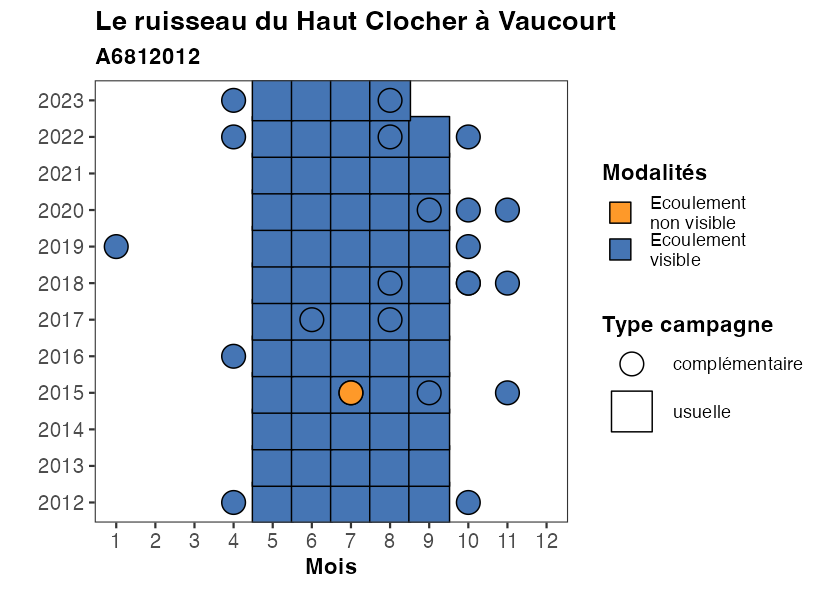 Le ruisseau du Haut Clocher à Vaucourt
A6812012
2023
2022
2021
2020
2019
2018
2017
2016
2015
2014
2013
2012
1 2 3 4 5 6 7 8 9 10 11 12
Mois
Modalités
Ecoulement
non visible
Ecoulement
visible
Type campagne
complémentaire
usuelle